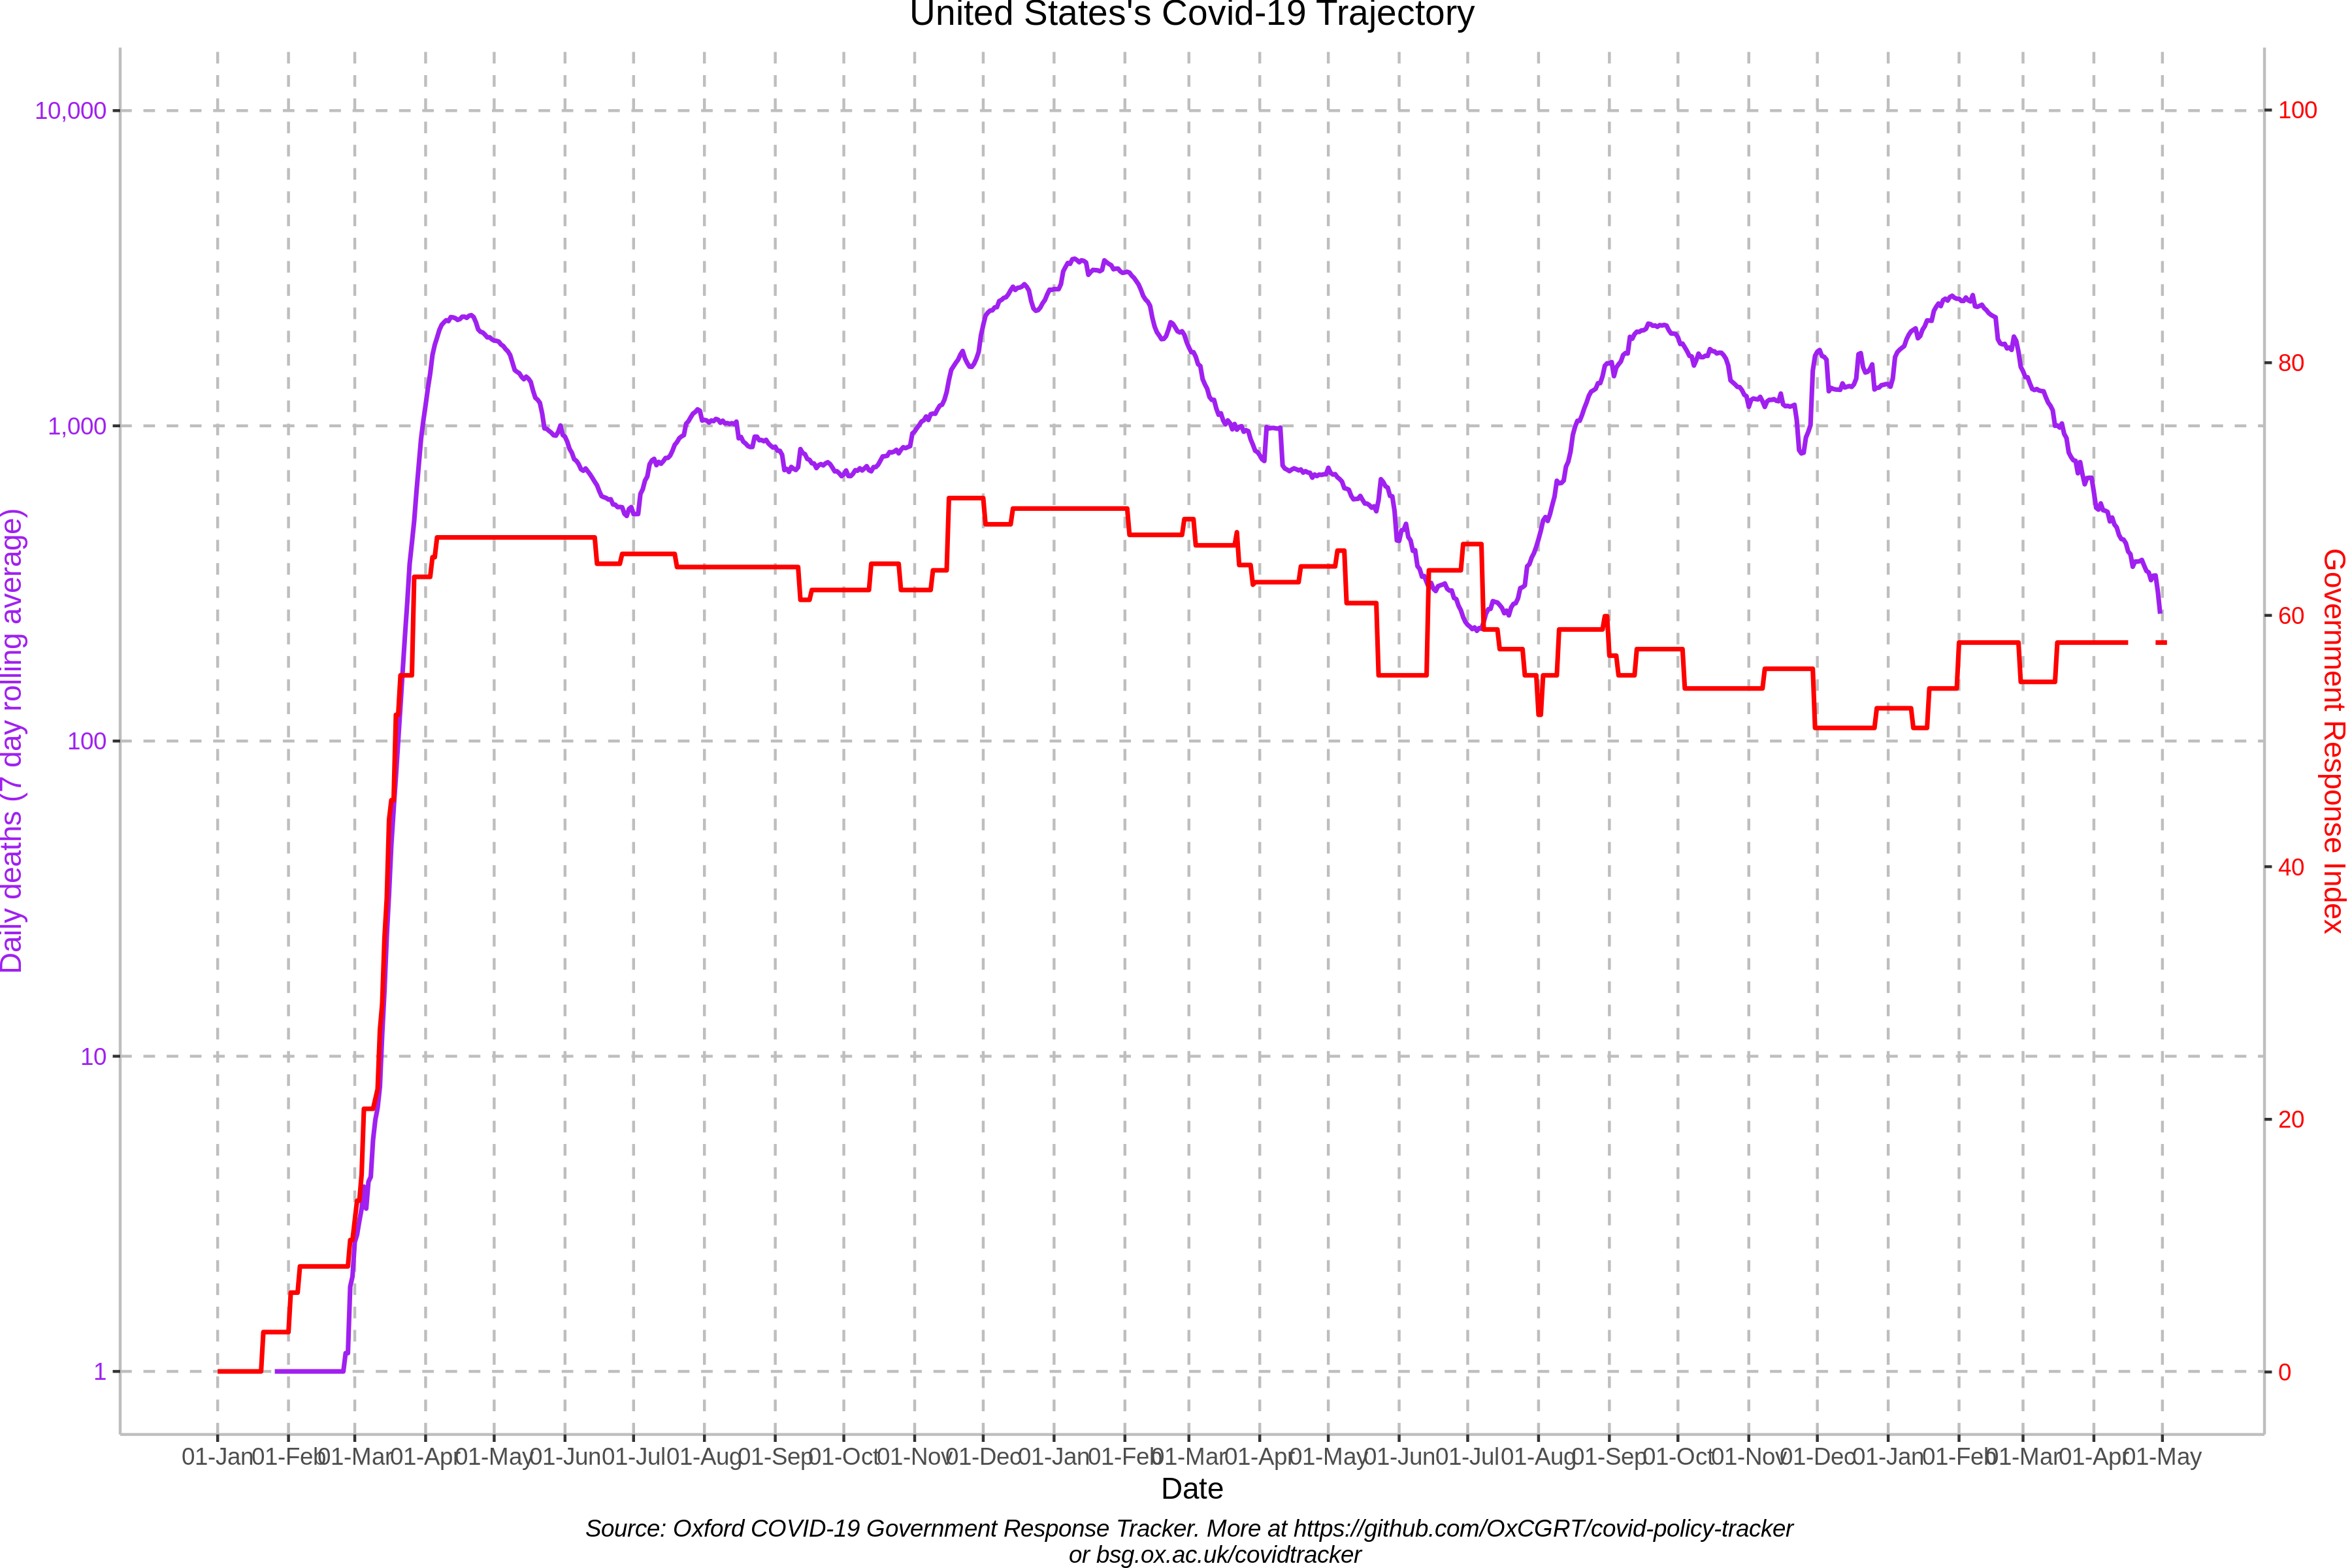 United States's Covid-19 Trajectory
10,000
1,000
100
10
1
Daily deaths (7 day rolling average)
100
80
60
40
20
0
Government Response Index
01-Jan 01-Feb 01-Mar 01-Apr 01-May 01-Jun 01-Jul 01-Aug 01-Sep 01-Oct 01-Nov 01-Dec 01-Jan 01-Feb 01-Mar 01-Apr 01-May 01-Jun 01-Jul 01-Aug 01-Sep 01-Oct 01-Nov 01-Dec 01-Jan 01-Feb 01-Mar 01-Apr 01-May
Date
Source: Oxford COVID-19 Government Response Tracker. More at https://github.com/OxCGRT/covid-policy-tracker
or bsg.ox.ac.uk/covidtracker